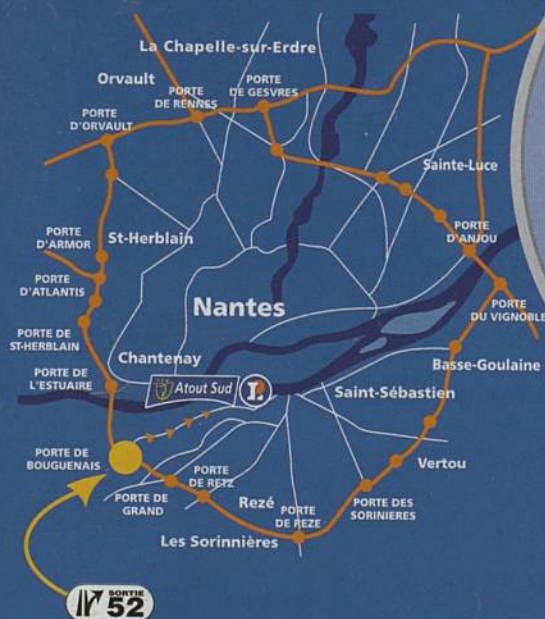 La Chapelle-sur-Erdre
Orvault
PORTE
DE RENNES
PORTE
DE GESVRES
PORTE
D'ORVAULT
Sainte-Luce
St-Herblain
PORTE
D'ARMOR
PORTE
D'ANJOU
PORTE
D'ATLANTIS
Nantes
PORTE
DU VIGNOBLE
PORTE DE
ST-HERBLAIN
Chantenay
Basse-Goulaine
PORTE DE
L'ESTUAIRE
Atout Sud
L
Saint-Sébastien
PORTE DE
BOUGUENAIS
PORTE
DE RETZ
Vertou
PORTE DE
GRAND
Rezé
PORTE
DE REZE
PORTE DES
SORINIERES
Les Sorinnières
SORTIE
52